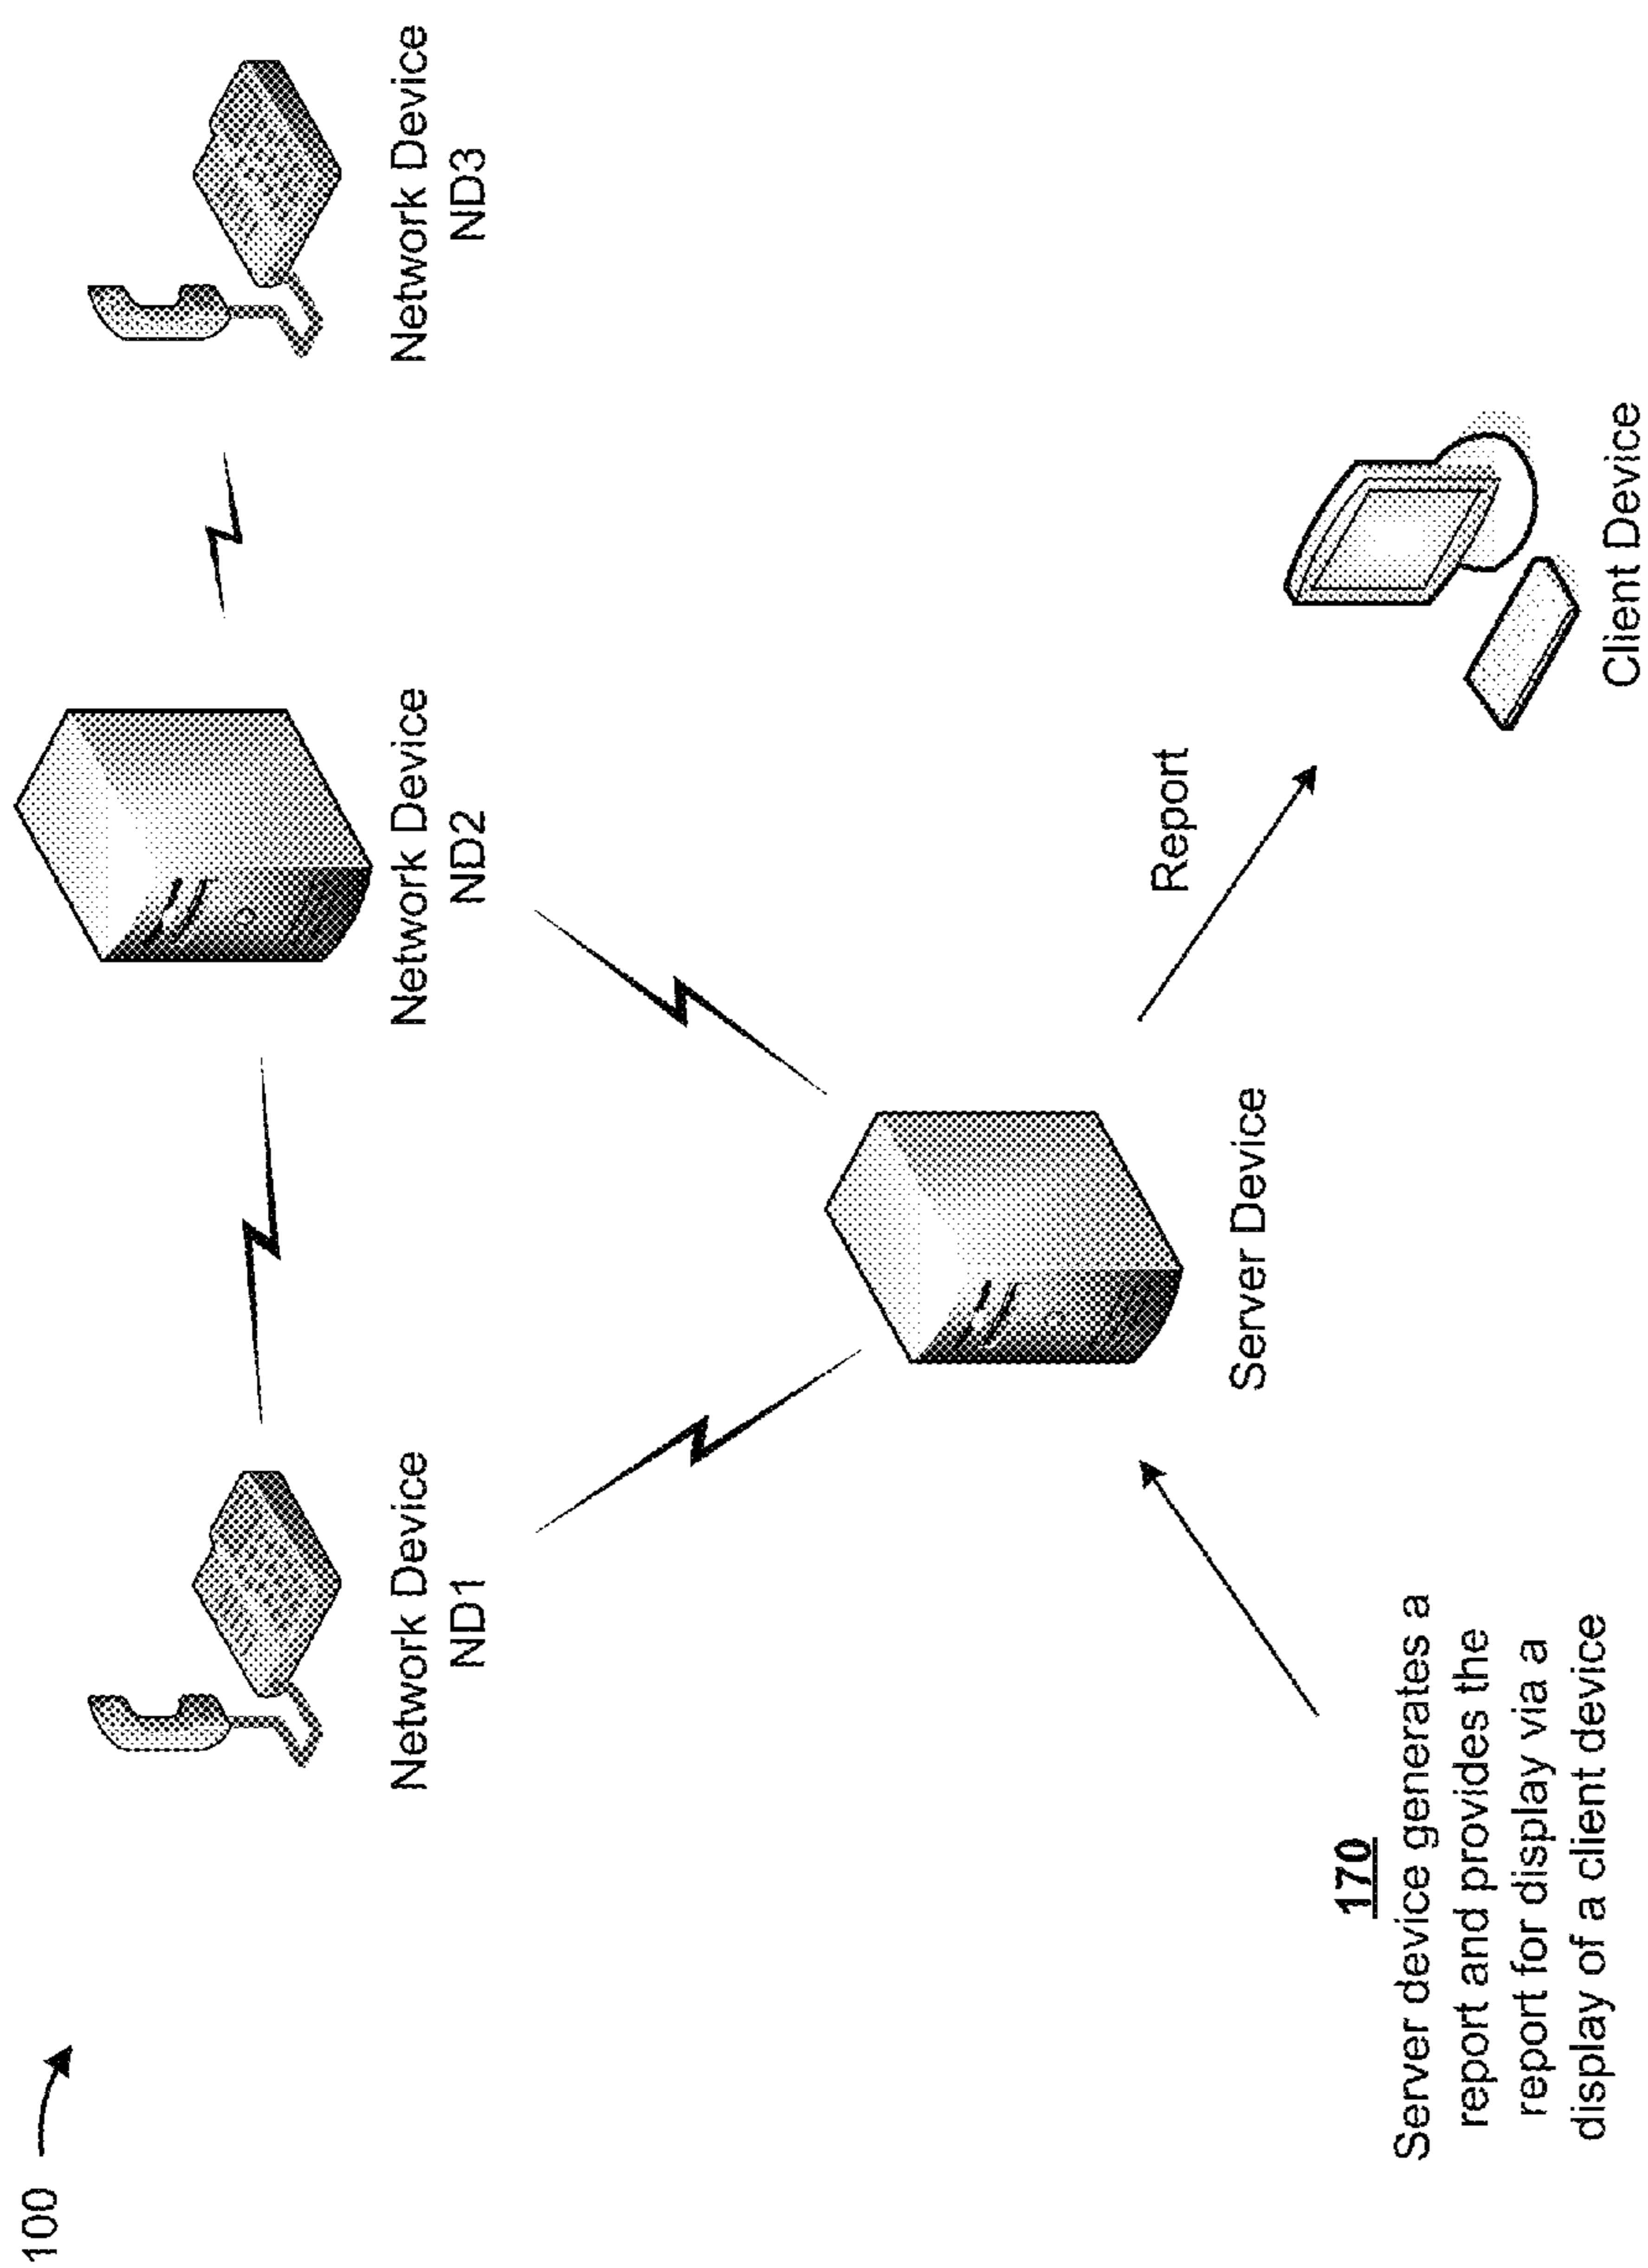 100
Network Device
ND1
Network Device
ND2
Network Device
ND3
Server Device
Report
Client Device
170
Server device generates a
report and provides the
report for display via a
display of a client device